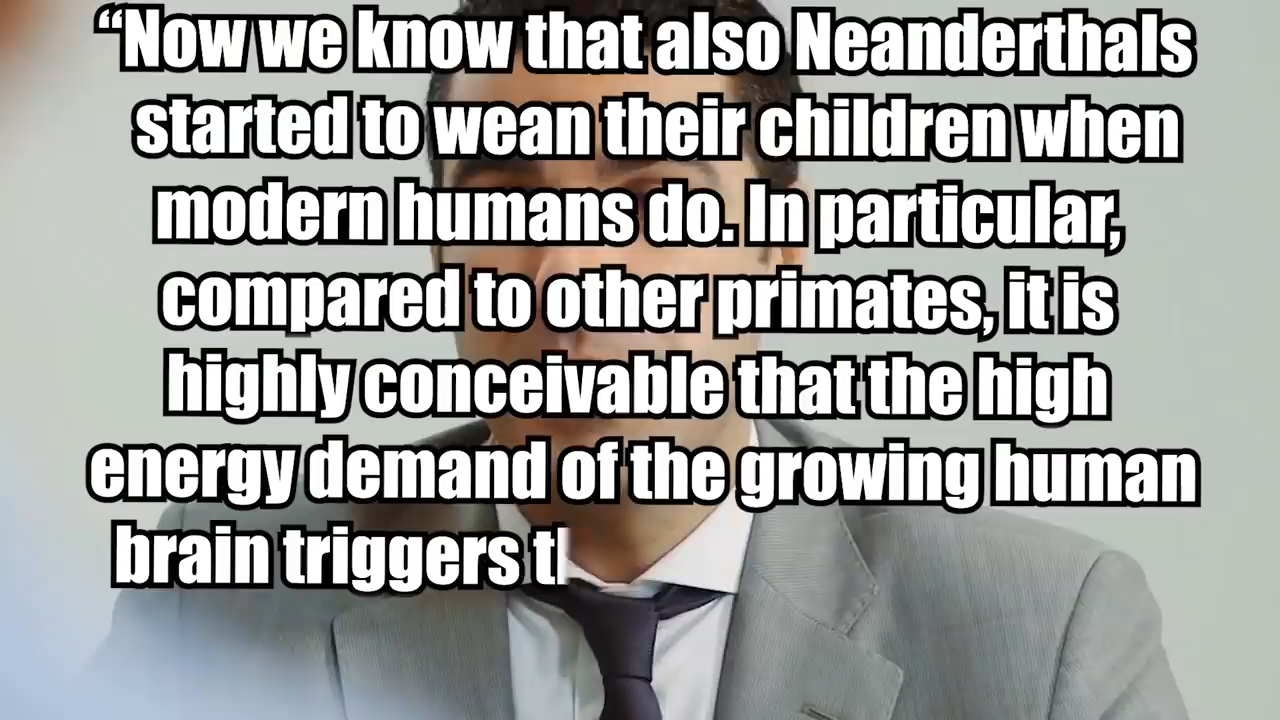 “Now we know that also Neanderthals
started to wean their children when
modern humans do. In particular,
compared to other primates, it is
highly conceivable that the high
energy demand of the growing human
brain triggers